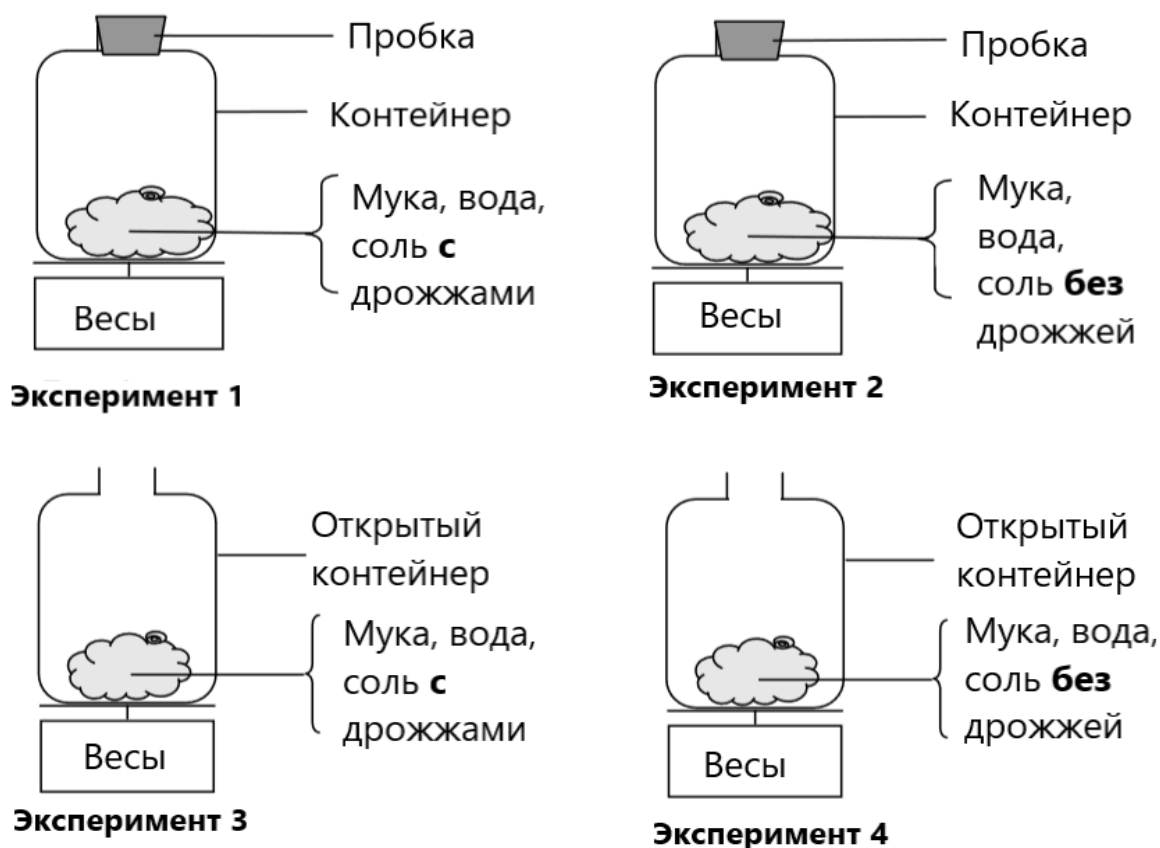 Пробка
Контейнер
Мука, вода,
соль с
дрожжами
Весы
Эксперимент 1
Пробка
Контейнер
Мука,
вода,
соль без
дрожжей
Весы
Эксперимент 2
Открытый
контейнер
Мука, вода,
соль с
дрожжами
Весы
Эксперимент 3
Открытый
контейнер
Мука, вода,
соль без
дрожжей
Весы
Эксперимент 4